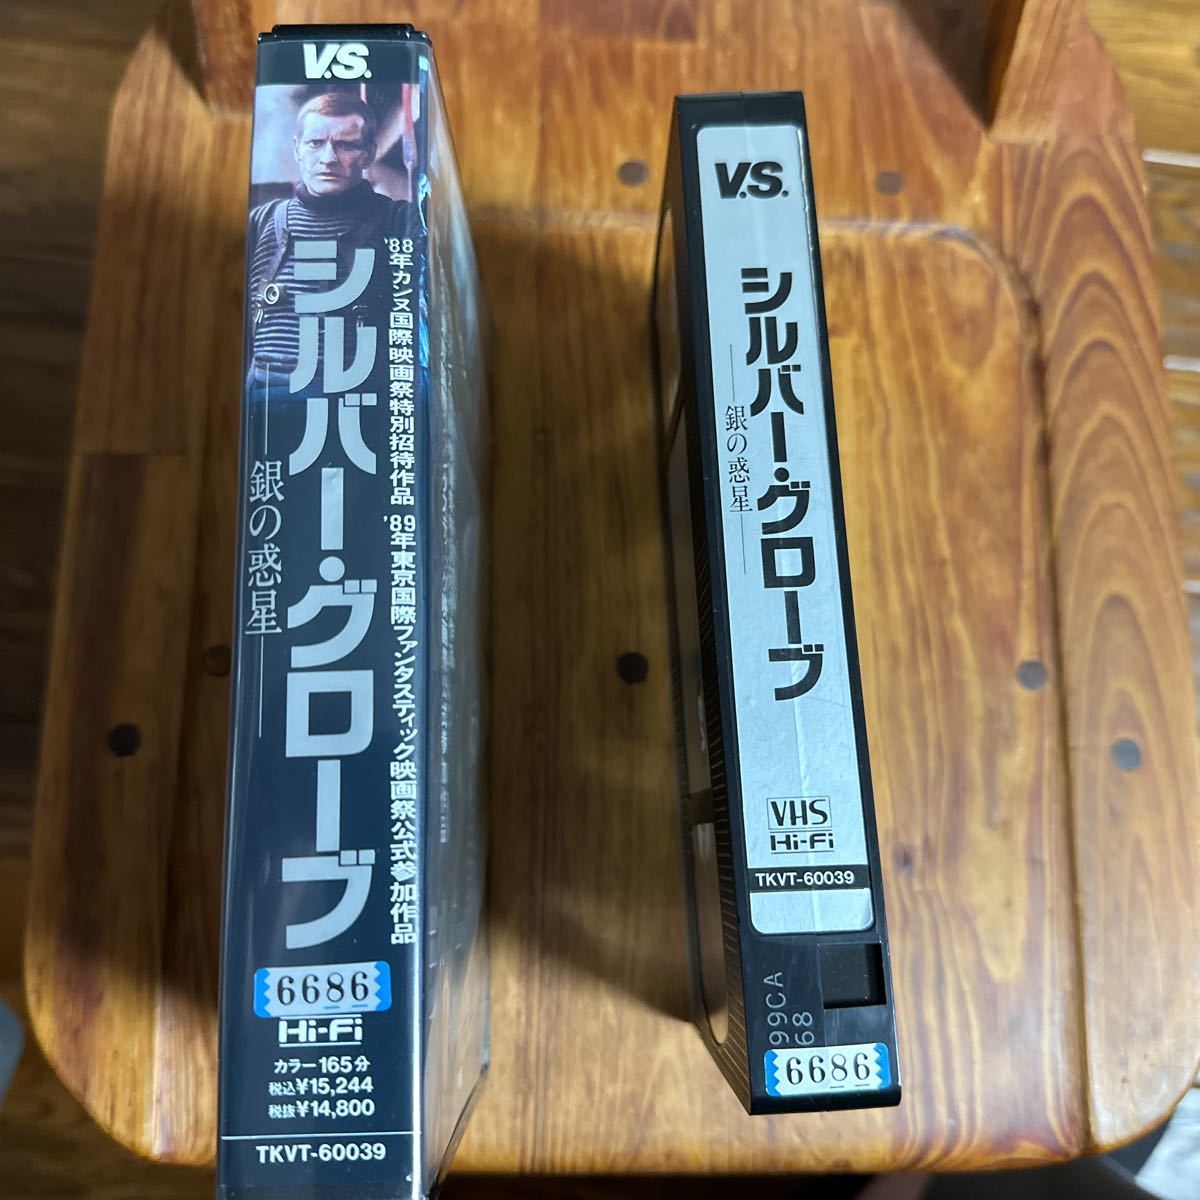 V.S.
'88年カンヌ国際映画祭特別招待作品 '89年東京国際ファンタスティック映画祭公式参加作品
シルバー・グローブ
銀の惑星
6686
Hi-Fi
カラー165分
税込¥15,244
税抜¥14,800
TKVT-60039
V.S.
シルバー・グローブ
銀の惑星
VHS
Hi-Fi
TKVT-60039
99CA
68
6686